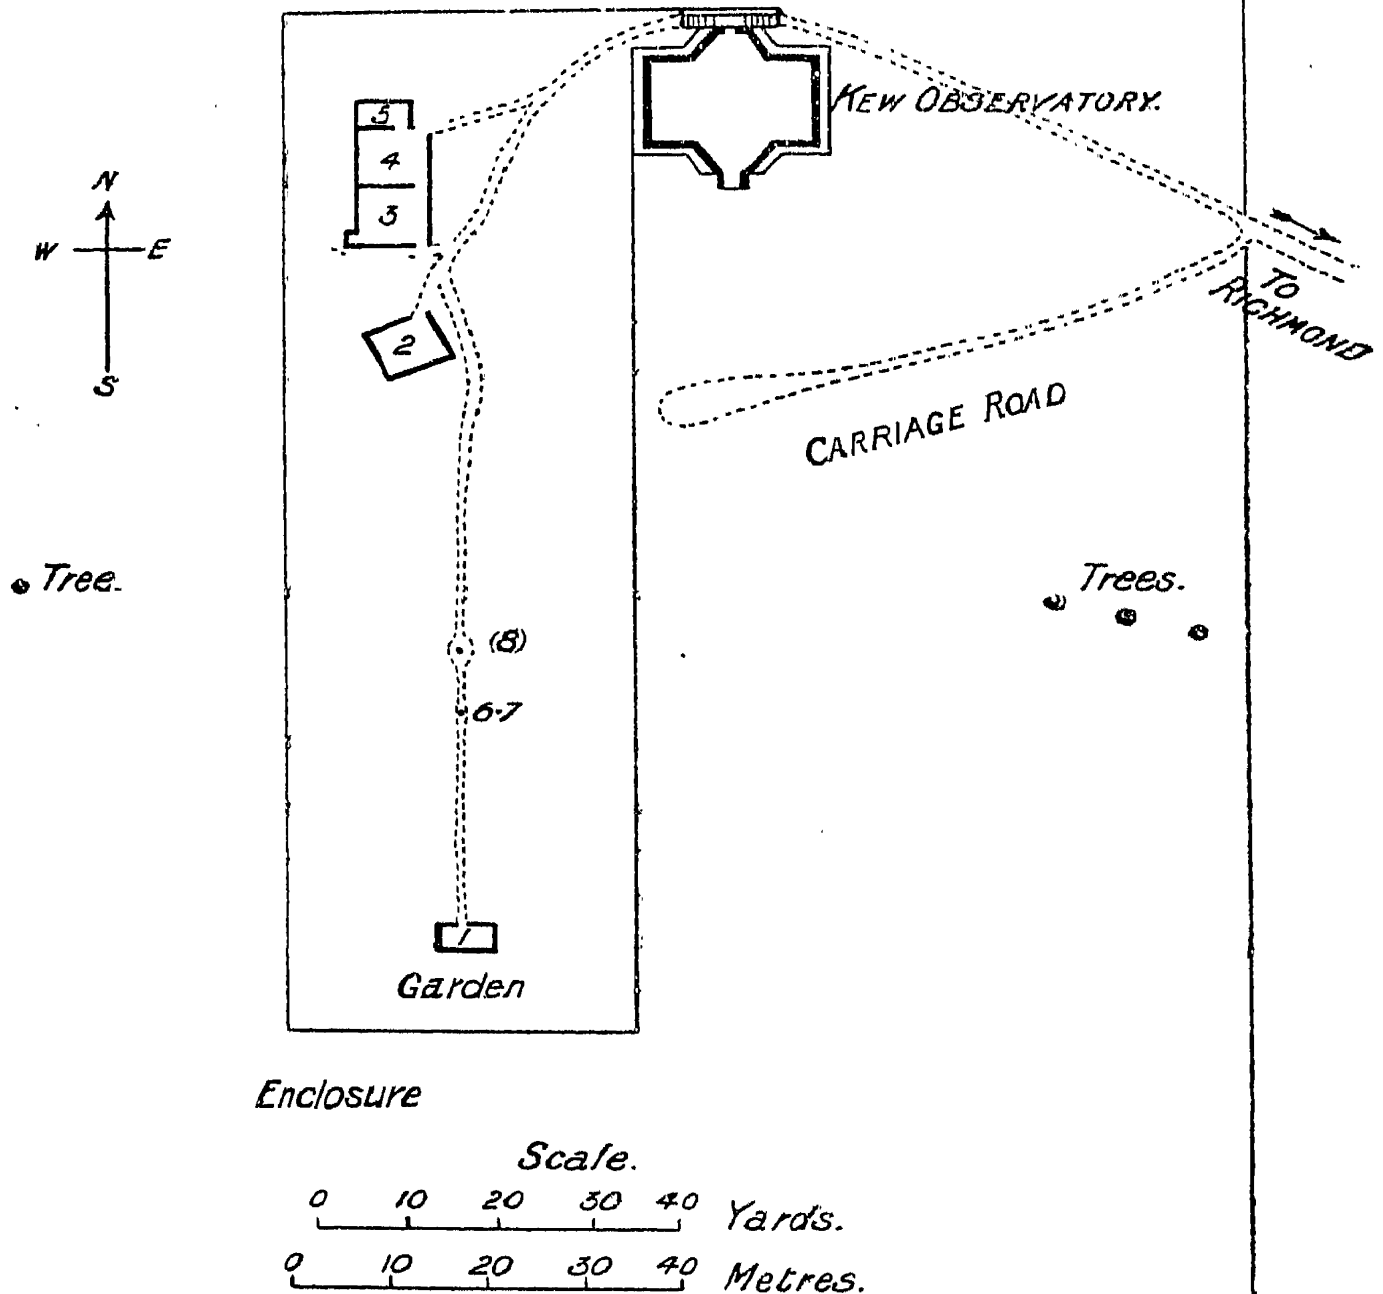 5
KEW OBSERVATORY.
4
N
3
W E
TO
RICHMOND
2
S
CARRIAGE ROAD
Tree.
Trees.
(8)
6·7
1
Garden
Enclosure
Scale.
0 10 20 30 40 Yards.
0 10 20 30 40 Metres.